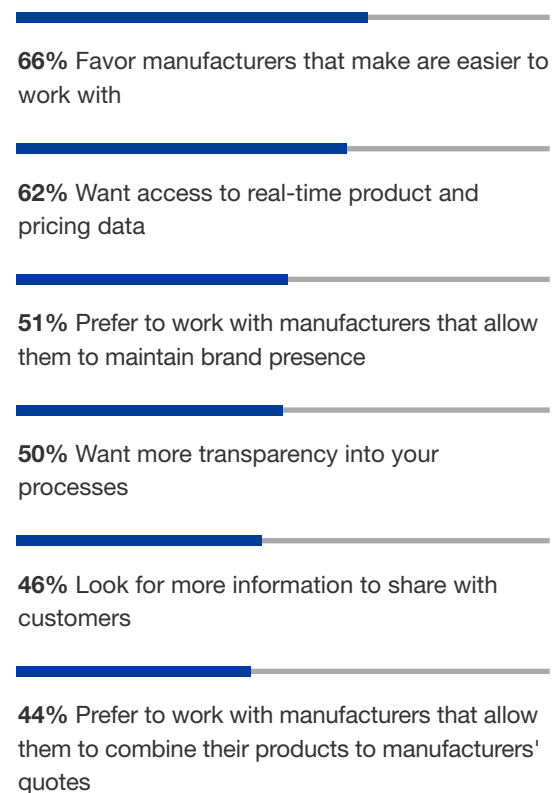 66% Favor manufacturers that make are easier to
work with
62% Want access to real-time product and
pricing data
51% Prefer to work with manufacturers that allow
them to maintain brand presence
50% Want more transparency into your
processes
46% Look for more information to share with
customers
44% Prefer to work with manufacturers that allow
them to combine their products to manufacturers'
quotes